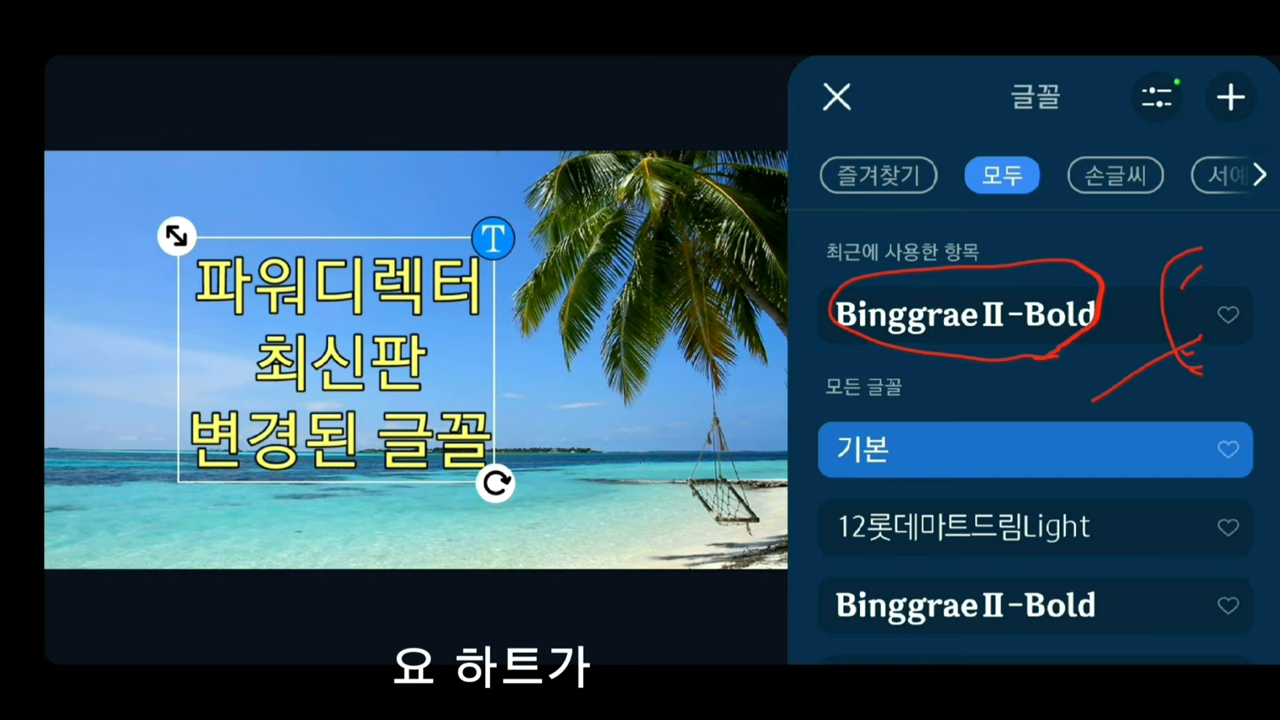 글꼴
즐겨찾기 모두 손글씨
최근에 사용한 항목
BinggraeⅡ-Bold
모든 글꼴
기본
12롯데마트드림Light
BinggraeⅡ-Bold
T
파워디렉터
최신판
변경된 글꼴
요 하트가